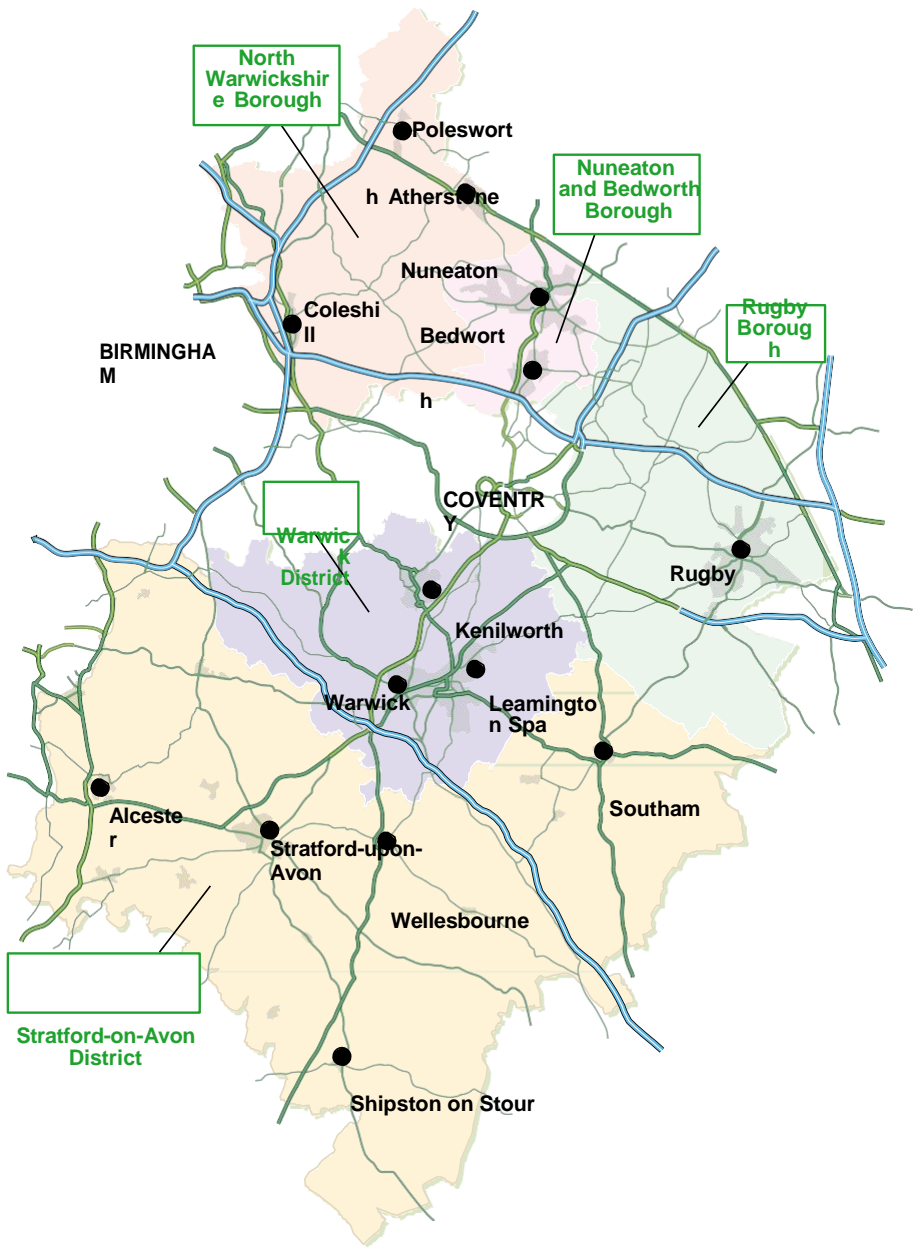 North
Warwickshir
e Borough
Poleswort
h Atherstone
Nuneaton
and Bedworth
Borough
Nuneaton
Rugby
Boroug
h
Coleshi
ll
Bedwort
h
BIRMINGHA
M
COVENTR
Y
Warwic
k
District
Rugby
Kenilworth
Warwick
Leamingto
n Spa
Alceste
r
Southam
Stratford-upon-
Avon
Wellesbourne
Stratford-on-Avon
District
Shipston on Stour